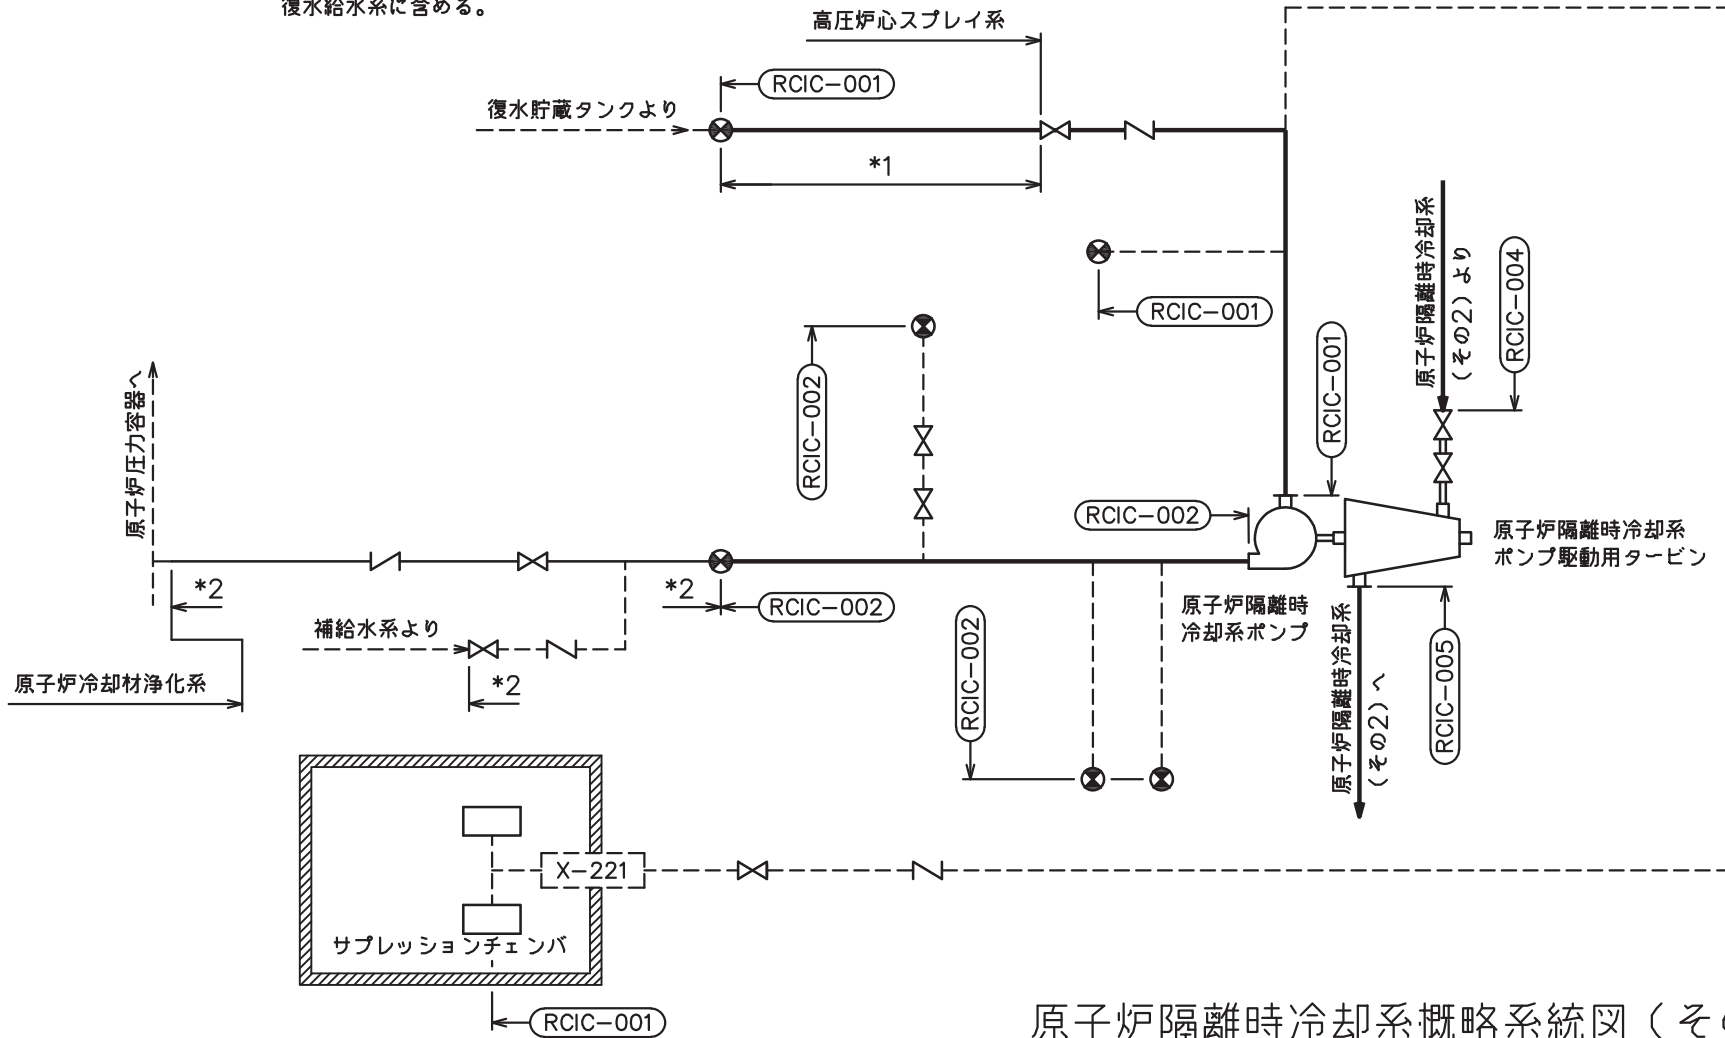 復水給水系に含める。
高圧炉心スプレイ系
RCIC-001
復水貯蔵タンクより
*1
RCIC-001
原子炉隔離時冷却系
(その2)より
RCIC-004
RCIC-002
RCIC-001
原子炉圧力容器へ
RCIC-002
原子炉隔離時冷却系
ポンプ駆動用タービン
*2
*2
RCIC-002
原子炉隔離時
冷却系ポンプ
補給水系より
*2
原子炉冷却材浄化系
RCIC-002
原子炉隔離時冷却系
(その2)へ
RCIC-005
X-221
サプレッションチェンバ
RCIC-001
原子炉隔離時冷却系概略系統図(その